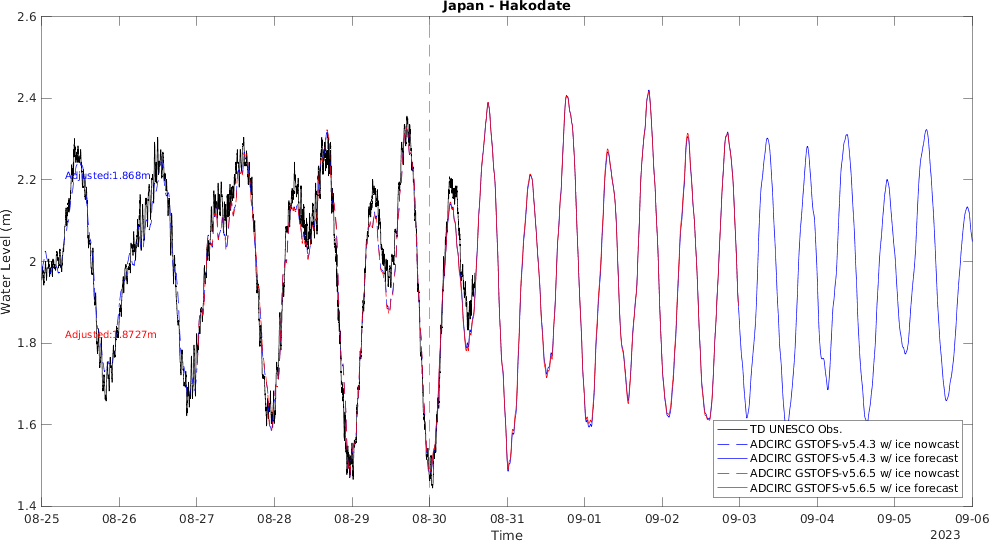 Japan - Hakodate
2.6
2.4
2.2
2
1.8
1.6
1.4
Water Level (m)
Adjusted:1.868m
Adjusted:1.8727m
TD UNESCO Obs.
ADCIRC GSTOFS-v5.4.3 w/ ice nowcast
ADCIRC GSTOFS-v5.4.3 w/ ice forecast
ADCIRC GSTOFS-v5.6.5 w/ ice nowcast
ADCIRC GSTOFS-v5.6.5 w/ ice forecast
08-25 08-26 08-27 08-28 08-29 08-30 08-31 09-01 09-02 09-03 09-04 09-05 09-06
Time
2023